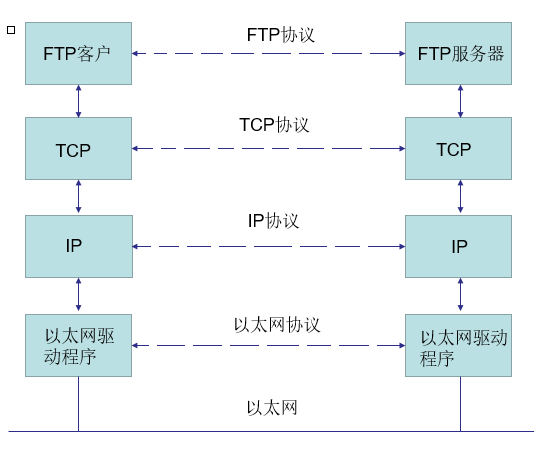 FTP协议
FTP客户
FTP服务器
TCP协议
TCP
TCP
IP协议
IP
IP
以太网协议
以太网驱
动程序
以太网驱动
程序
以太网